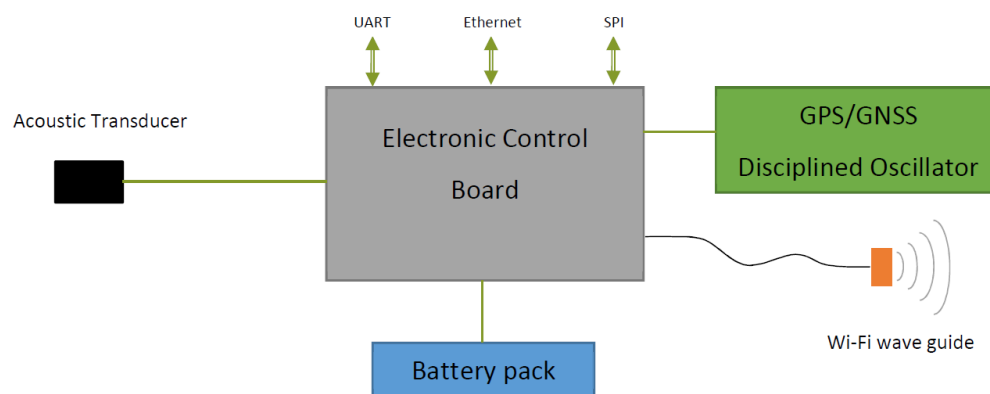 UART
Ethernet
SPI
Acoustic Transducer
Electronic Control
Board
GPS/GNSS
Disciplined Oscillator
Wi-Fi wave guide
Battery pack